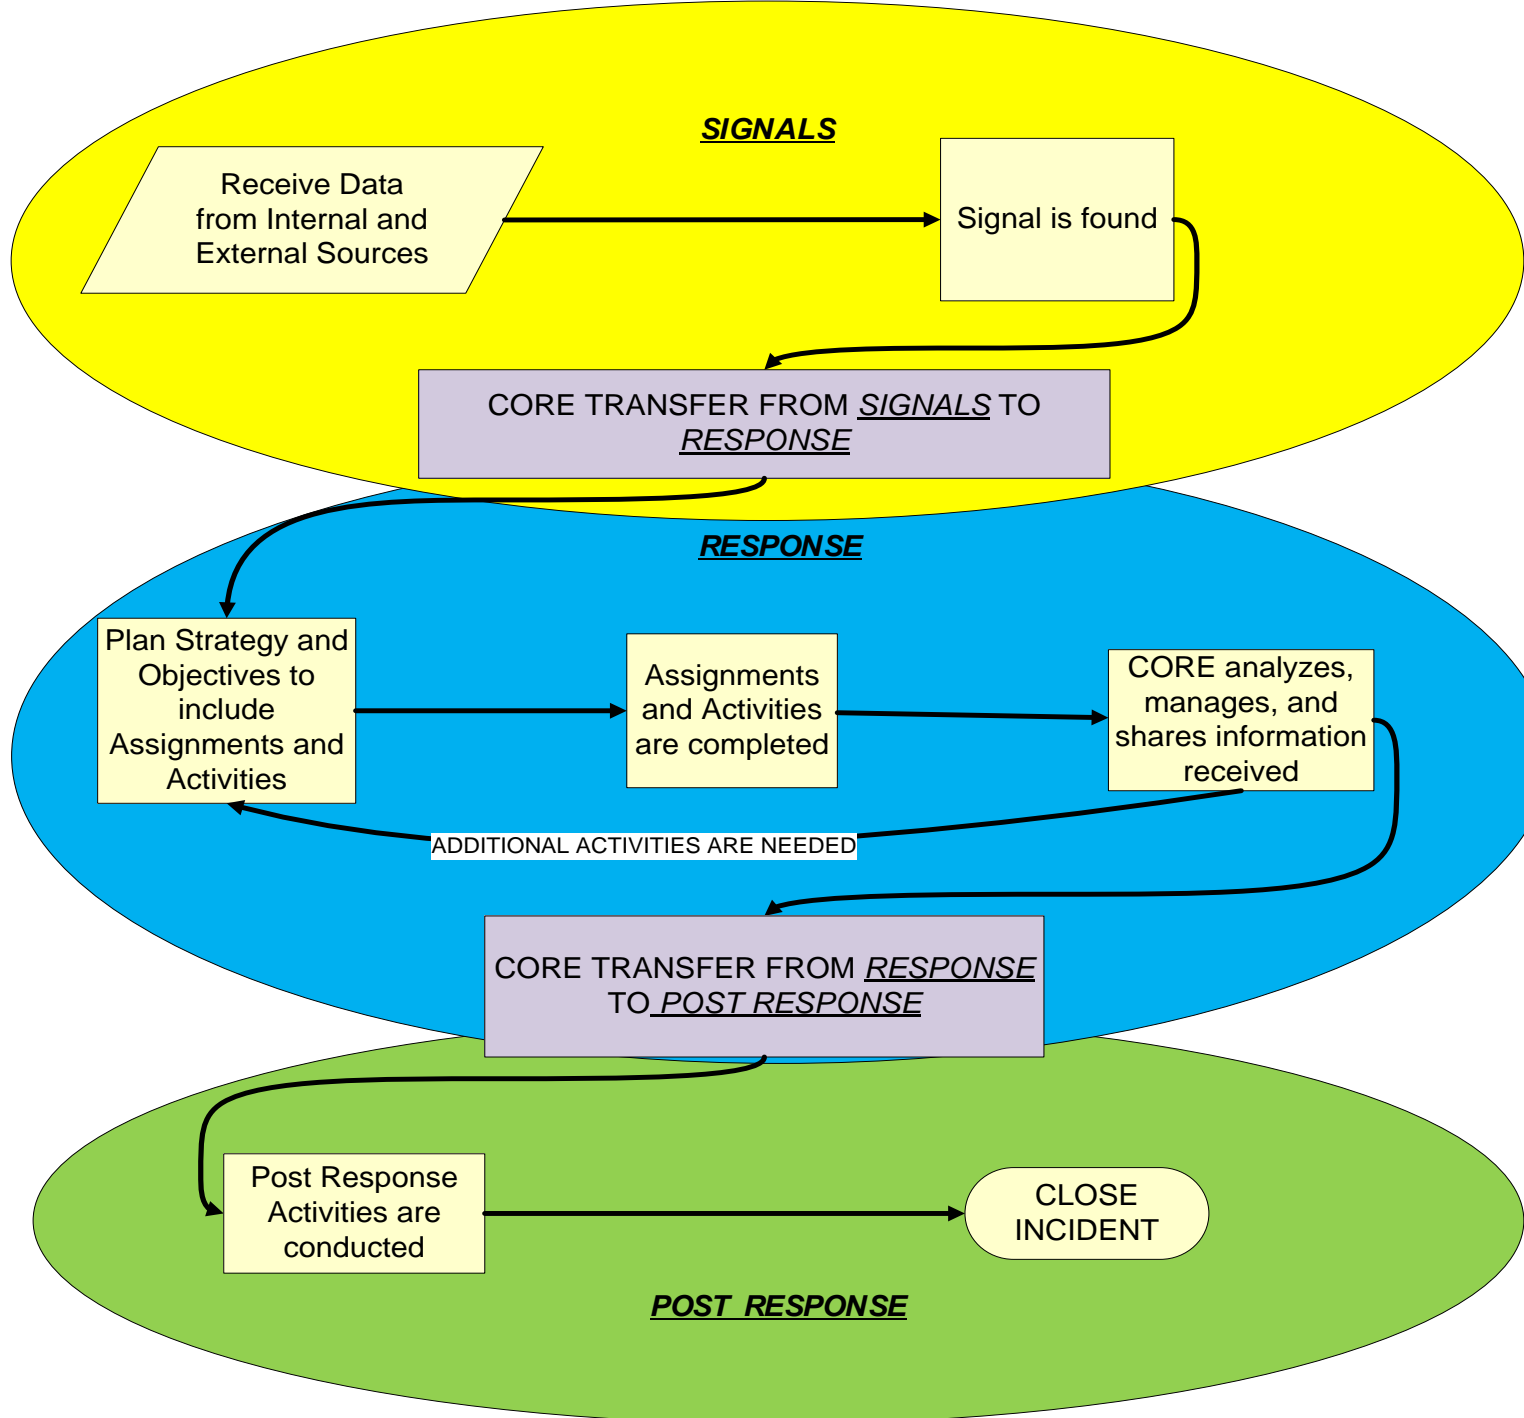 SIGNALS
Receive Data
from Internal and
External Sources
Signal is found
CORE TRANSFER FROM SIGNALS TO
RESPONSE
RESPONSE
Plan Strategy and
Objectives to
include
Assignments and
Activities
Assignments
and Activities
are completed
CORE analyzes,
manages, and
shares information
received
ADDITIONAL ACTIVITIES ARE NEEDED
CORE TRANSFER FROM RESPONSE
TO POST RESPONSE
Post Response
Activities are
conducted
CLOSE
INCIDENT
POST RESPONSE